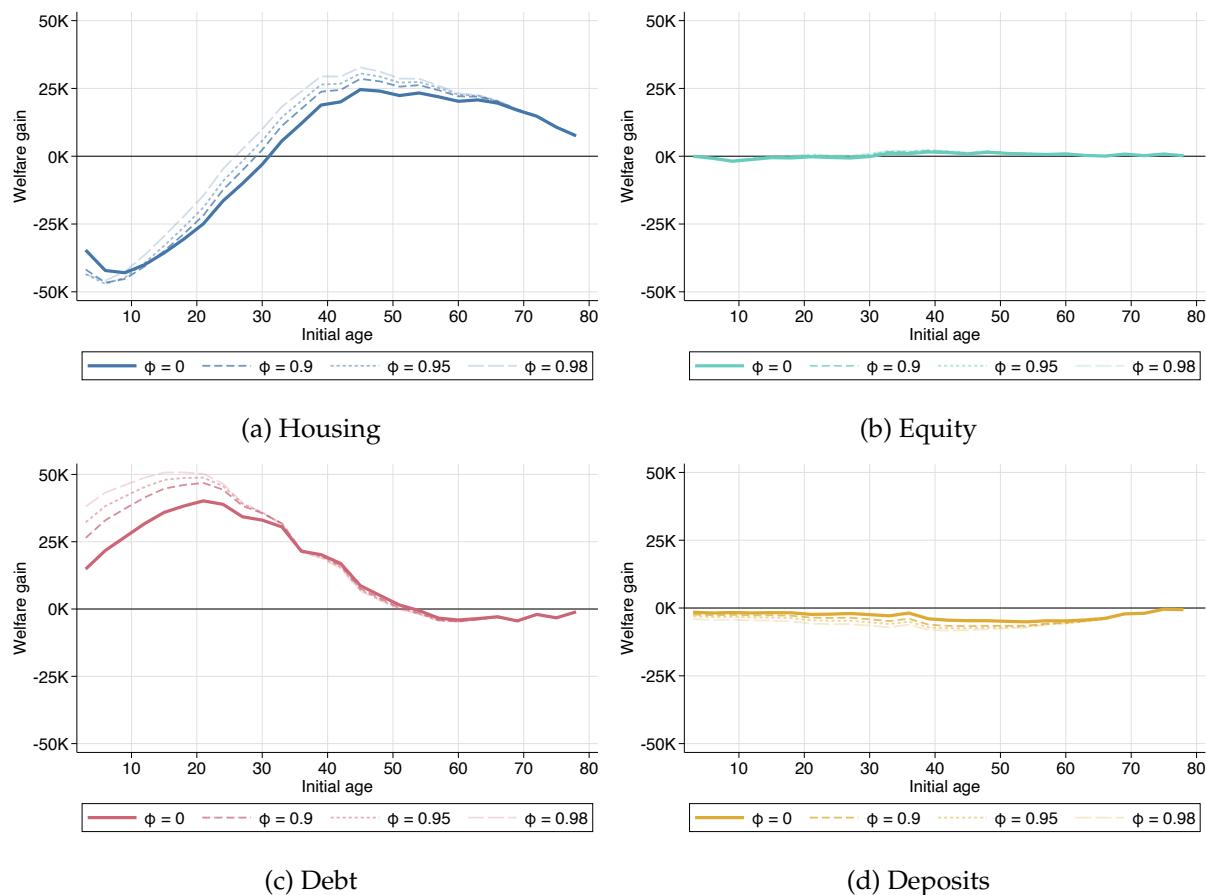 50K
25K
0K
-25K
-50K
Welfare gain
10 20 30 40 50 60 70 80
Initial age
ϕ = 0 ϕ = 0.9 ϕ = 0.95 ϕ = 0.98
(a) Housing
50K
25K
0K
-25K
-50K
Welfare gain
10 20 30 40 50 60 70 80
Initial age
ϕ = 0 ϕ = 0.9 ϕ = 0.95 ϕ = 0.98
(b) Equity
50K
25K
0K
-25K
-50K
Welfare gain
10 20 30 40 50 60 70 80
Initial age
ϕ = 0 ϕ = 0.9 ϕ = 0.95 ϕ = 0.98
(c) Debt
50K
25K
0K
-25K
-50K
Welfare gain
10 20 30 40 50 60 70 80
Initial age
ϕ = 0 ϕ = 0.9 ϕ = 0.95 ϕ = 0.98
(d) Deposits